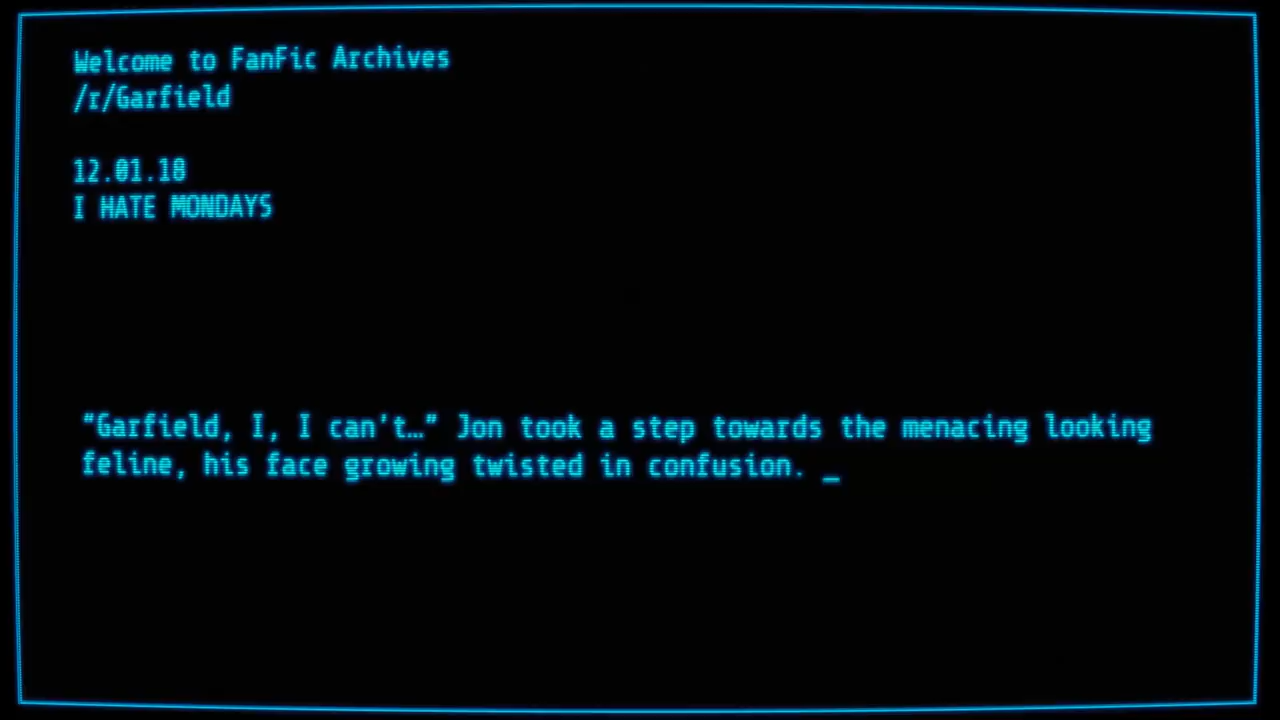 Welcome to FanFic Archives
/r/Garfield
12.01.18
I HATE MONDAYS
“Garfield, I, I can’t…” Jon took a step towards the menacing looking
feline, his face growing twisted in confusion. _